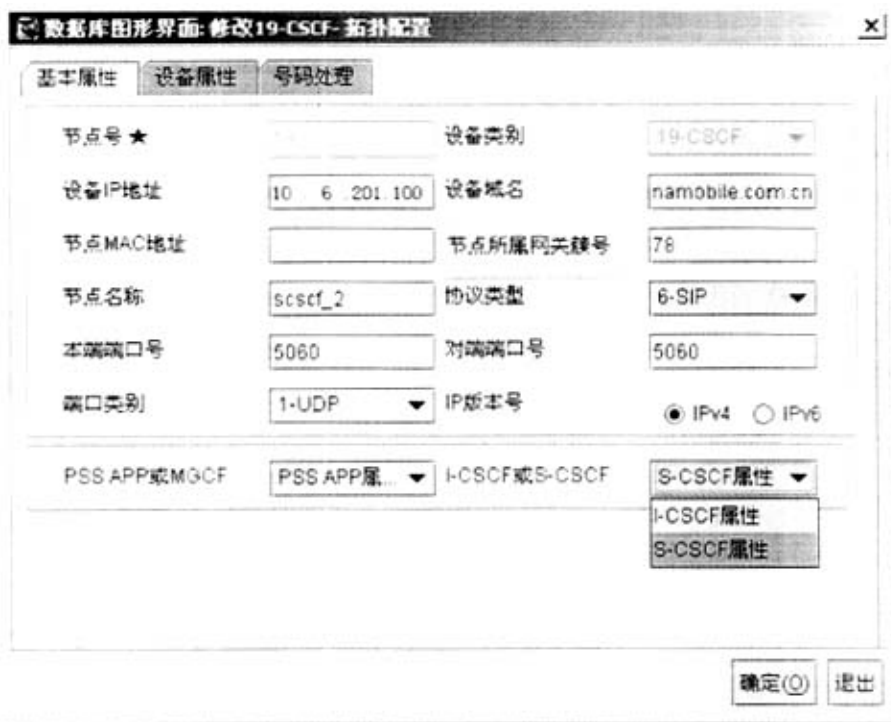 数据库图形界面: 修改19-CSCF- 拓扑配置
基本属性 设备属性 号码处理
节点号 ★ 设备类别 19-CSCF
设备IP地址 10 . 6 .201.100 设备域名 namobile.com.cn
节点MAC地址 节点所属网关簇号 78
节点名称 scscf_2 协议类型 6-SIP
本端端口号 5060 对端端口号 5060
端口类别 1-UDP IP版本号 IPv4 IPv6
PSS APP或MGCF PSS APP属... I-CSCF或S-CSCF S-CSCF属性
I-CSCF属性
S-CSCF属性
确定(O) 退出